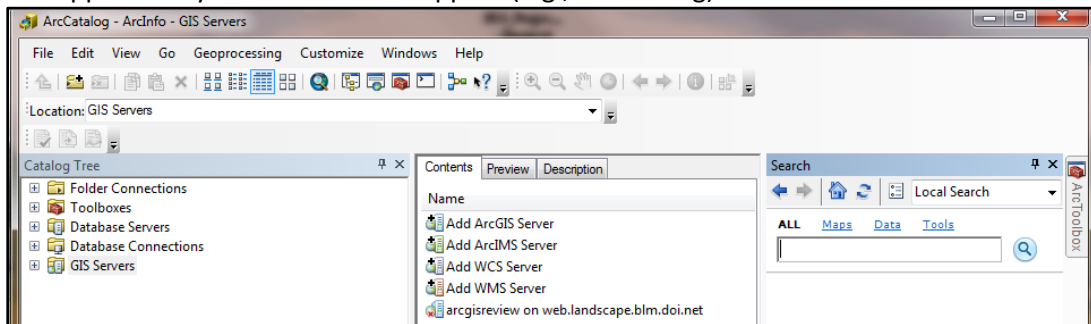 ArcCatalog - ArcInfo - GIS Servers
File Edit View Go Geoprocessing Customize Windows Help
Location: GIS Servers
Catalog Tree
Folder Connections
Toolboxes
Database Servers
Database Connections
GIS Servers
Contents Preview Description
Name
Add ArcGIS Server
Add ArcIMS Server
Add WCS Server
Add WMS Server
arcgisreview on web.landscape.blm.doi.net
Search
Local Search
ALL Maps Data Tools
ArcToolbox